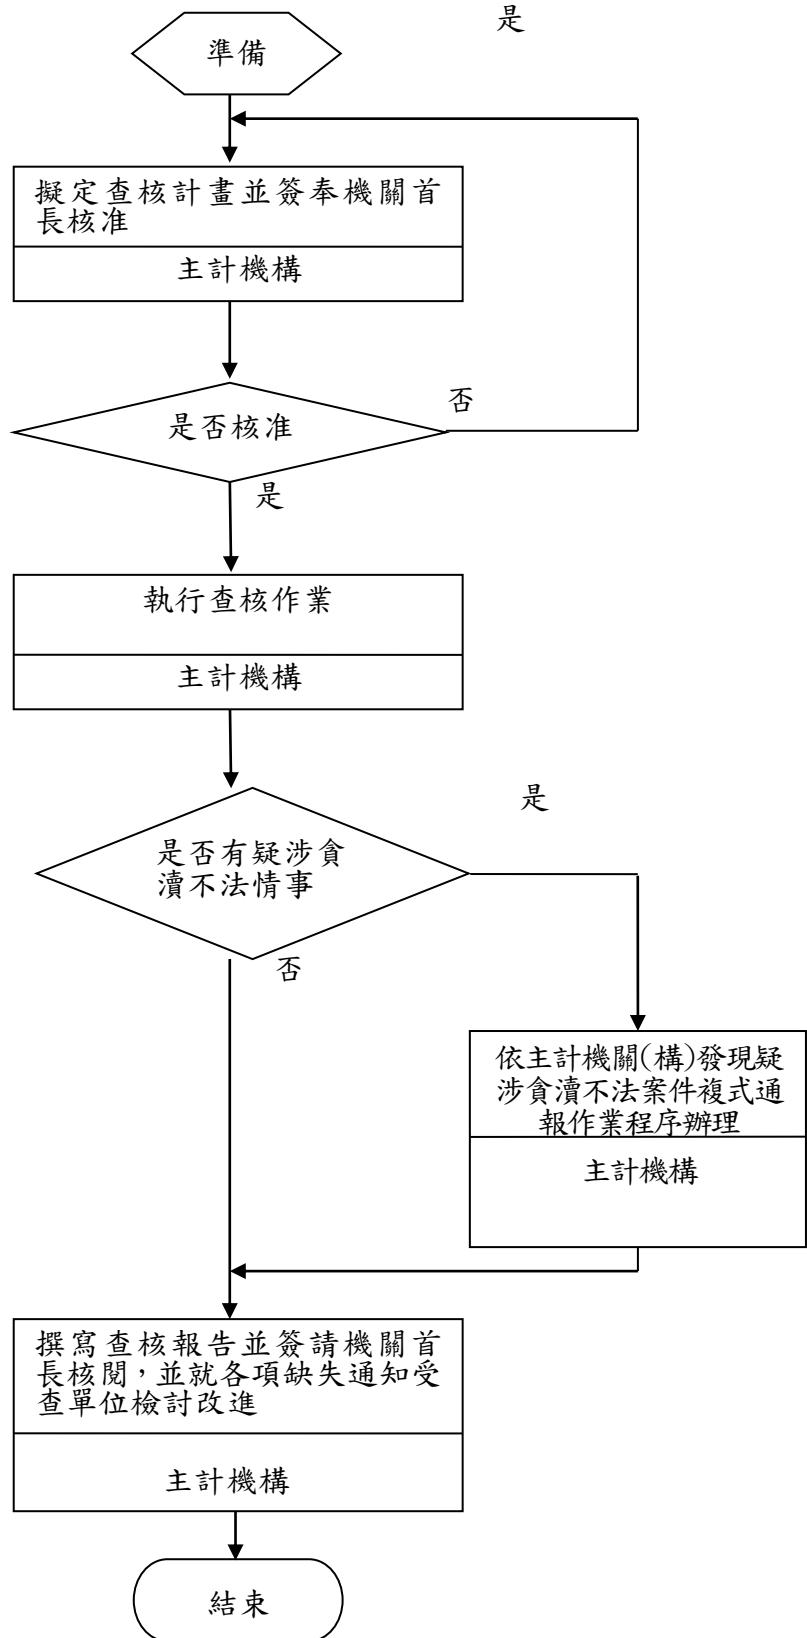 是
準備
擬定查核計畫並簽奉機關首
長核准
主計機構
否
是否核准
是
執行查核作業
主計機構
是
是否有疑涉貪
瀆不法情事
否
依主計機關(構)發現疑
涉貪瀆不法案件複式通
報作業程序辦理
主計機構
撰寫查核報告並簽請機關首
長核閱，並就各項缺失通知受
查單位檢討改進
主計機構
結束